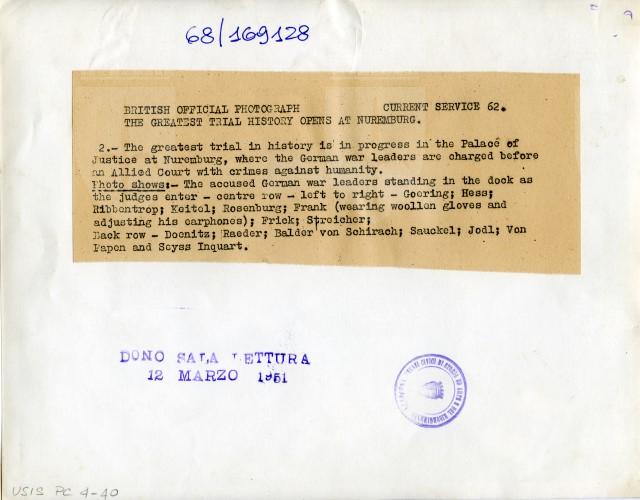 68/169128
BRITISH OFFICIAL PHOTOGRAPH CURRENT SERVICE 62.
THE GREATEST TRIAL HISTORY OPENS AT NUREMBURG.
2.- The greatest trial in history is in progress in the Palace of
Justice at Nuremburg, where the German war leaders are charged before
an Allied Court with crimes against humanity.
Photo shows:- The accused German war leaders standing in the dock as
the judges enter - centre row - left to right - Goering; Hess;
Ribbentrop; Keitel; Rosenburg; Frank (wearing woollen gloves and
adjusting his earphones); Frick; Streicher;
Back row - Doenitz; Raeder; Balder von Schirach; Sauckel; Jodl; Von
Papen and Seyss Inquart.
DONO SALA LETTURA
12 MARZO 1951
USIS PC 4-40